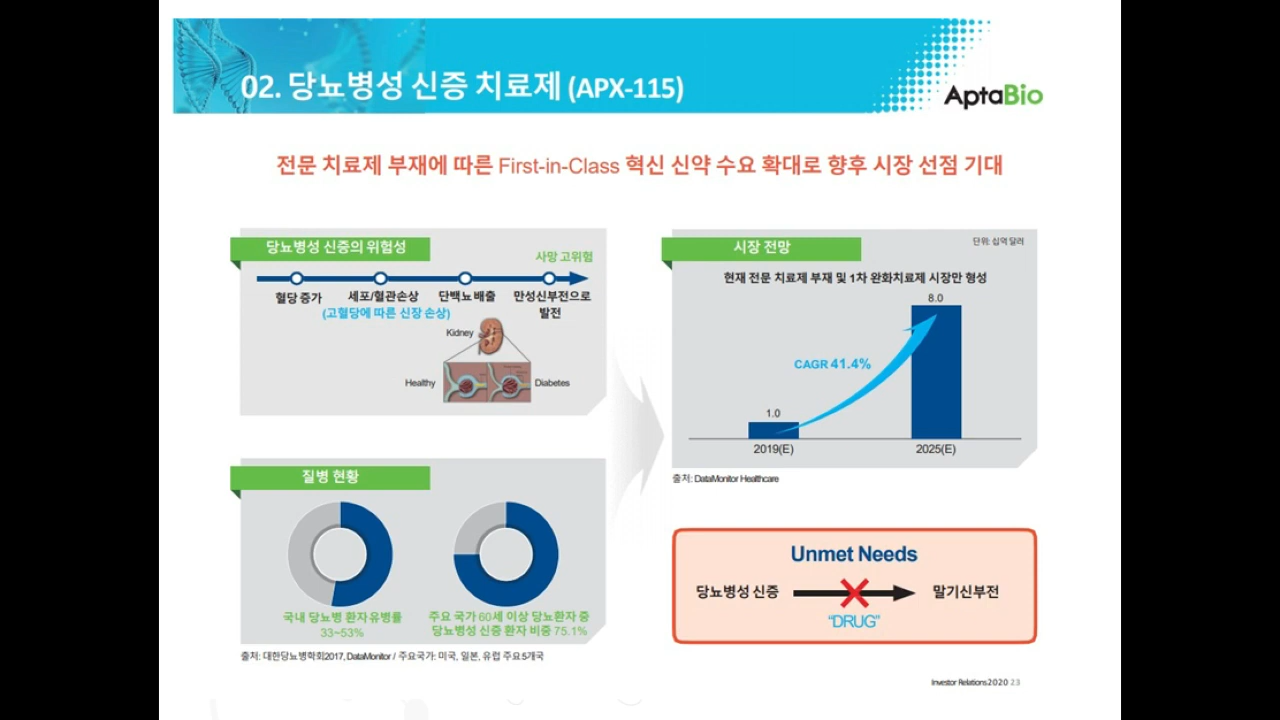 02. 당뇨병성 신증 치료제 (APX-115)
AptaBio
전문 치료제 부재에 따른 First-in-Class 혁신 신약 수요 확대로 향후 시장 선점 기대
당뇨병성 신증의 위험성
사망 고위험
혈당 증가
세포/혈관손상
(고혈당에 따른 신장 손상)
단백뇨 배출
만성신부전으로
발전
Kidney
Healthy
Diabetes
질병 현황
국내 당뇨병 환자 유병률
33~53%
주요 국가 60세 이상 당뇨환자 중
당뇨병성 신증 환자 비중 75.1%
출처: 대한당뇨병학회2017, DataMonitor / 주요국가: 미국, 일본, 유럽 주요 5개국
시장 전망
단위: 십억 달러
현재 전문 치료제 부재 및 1차 완화치료제 시장만 형성
8.0
CAGR 41.4%
1.0
2019(E)
2025(E)
출처: DataMonitor Healthcare
Unmet Needs
당뇨병성 신증
말기신부전
“DRUG”
Investor Relations 2020 23